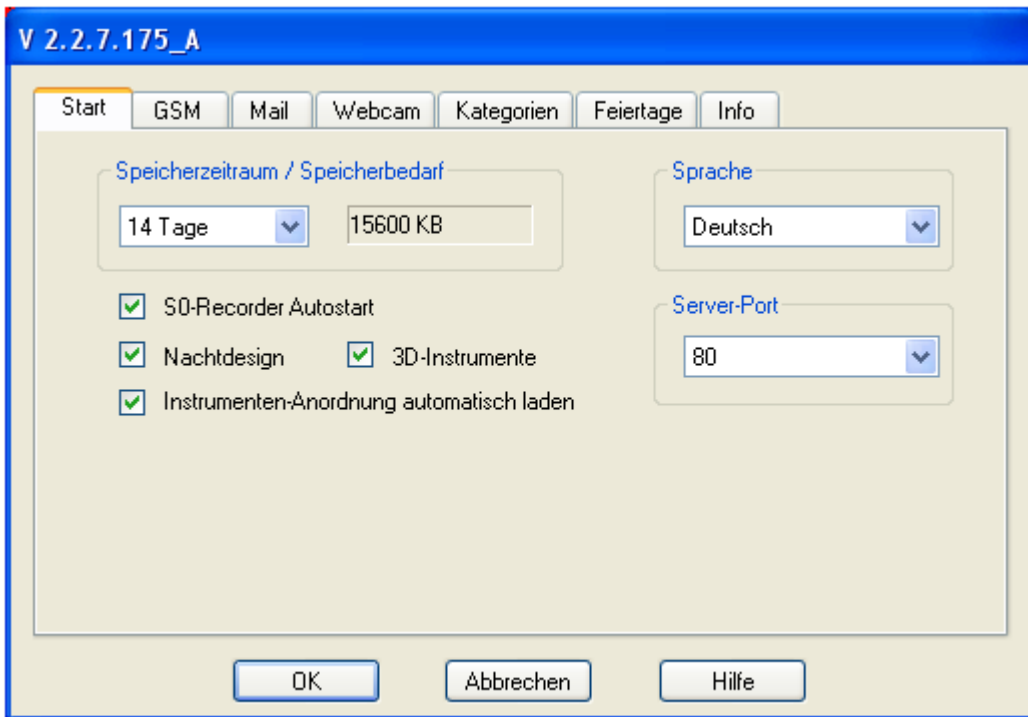 V 2.2.7.175_A
Start GSM Mail Webcam Kategorien Feiertage Info
Speicherzeitraum / Speicherbedarf Sprache
14 Tage 15600 KB Deutsch
S0-Recorder Autostart Server-Port
Nachtdesign 3D-Instrumente 80
Instrumenten-Anordnung automatisch laden
OK Abbrechen Hilfe